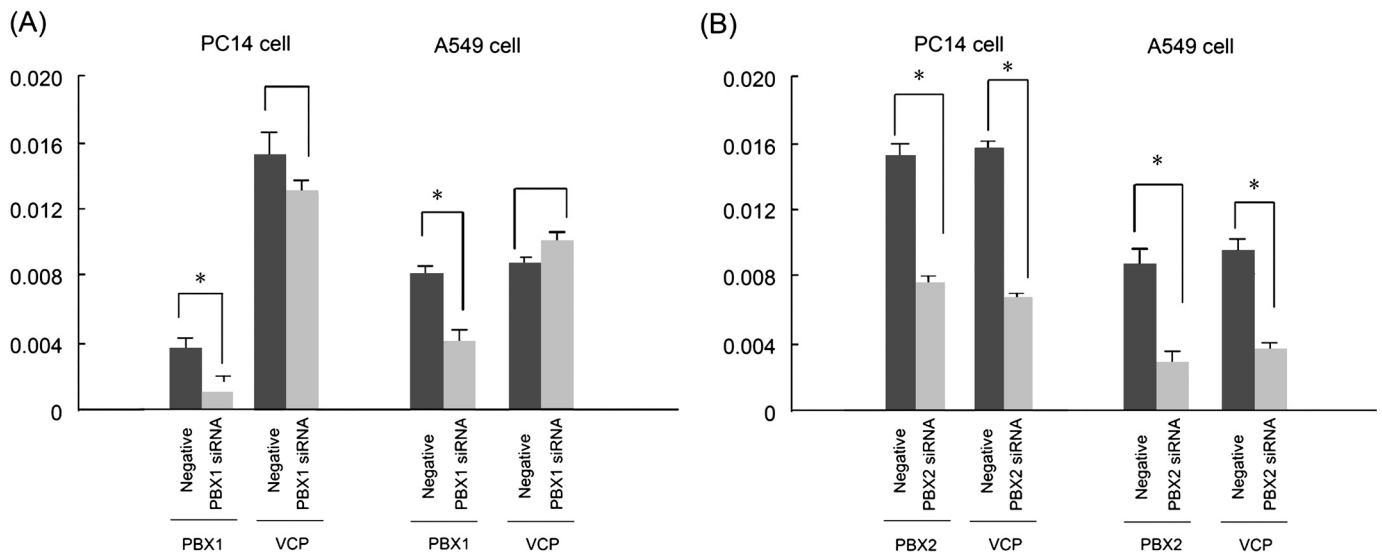 (A)
PC14 cell
A549 cell
0.020
0.016
0.012
0.008
0.004
0
*
*
Negative
PBX1 siRNA
Negative
PBX1 siRNA
Negative
PBX1 siRNA
Negative
PBX1 siRNA
PBX1
VCP
PBX1
VCP
(B)
PC14 cell
A549 cell
0.020
0.016
0.012
0.008
0.004
0
*
*
*
*
Negative
PBX2 siRNA
Negative
PBX2 siRNA
Negative
PBX2 siRNA
Negative
PBX2 siRNA
PBX2
VCP
PBX2
VCP